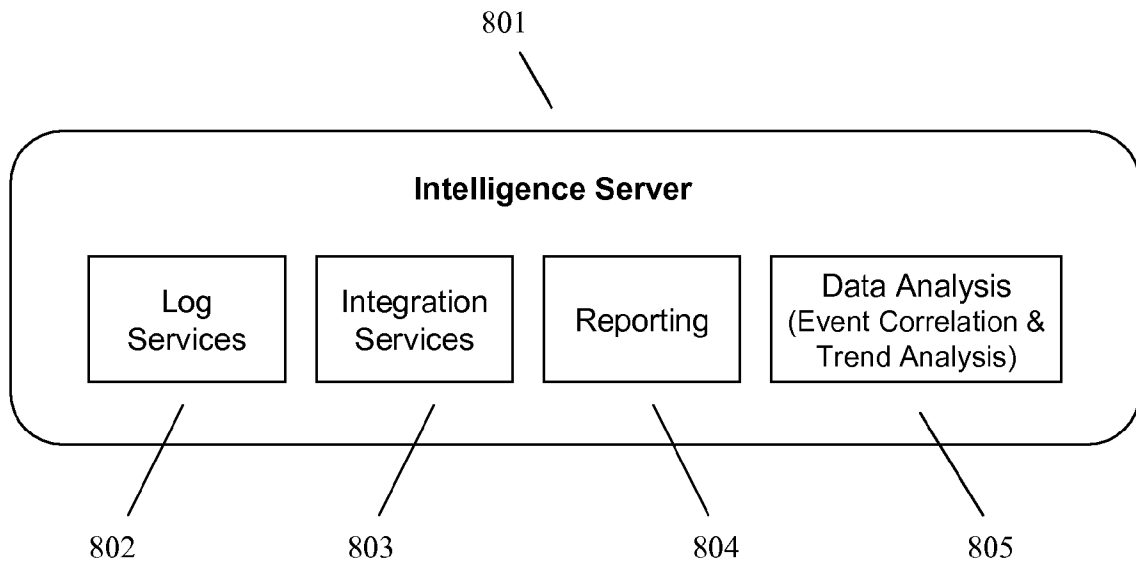 801
Intelligence Server
Log
Services
Integration
Services
Reporting
Data Analysis
(Event Correlation &
Trend Analysis)
802
803
804
805